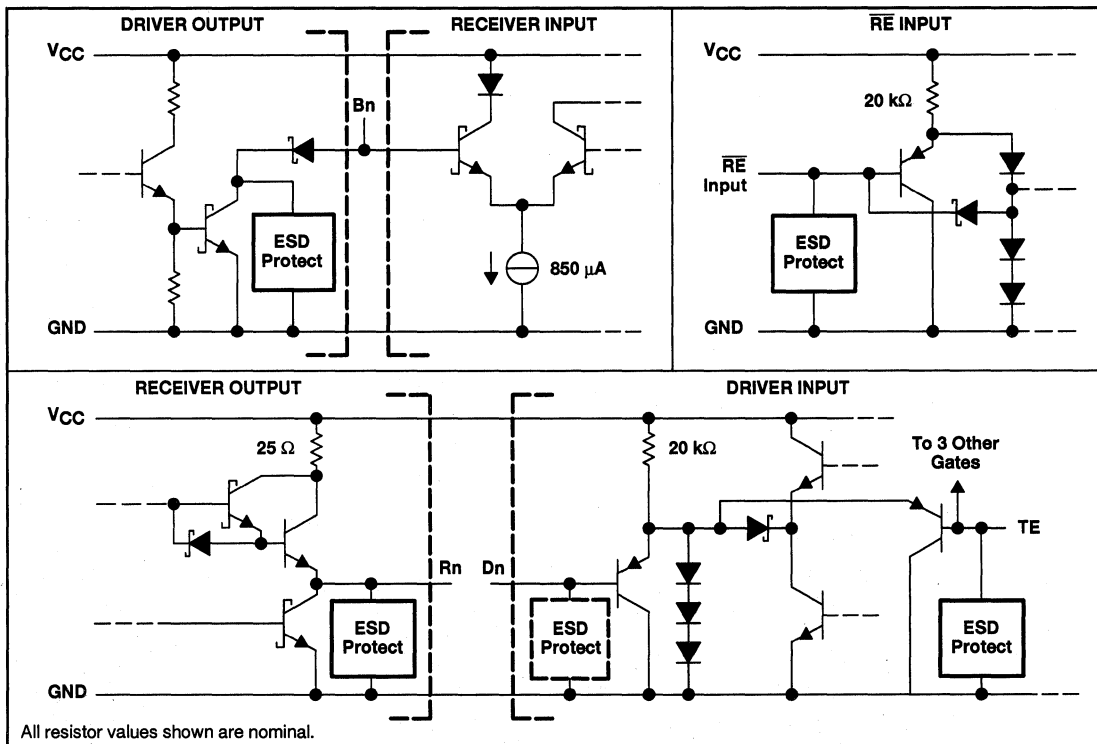 DRIVER OUTPUT
RECEIVER INPUT
VCC
Bn
ESD
Protect
850 μA
GND
RE INPUT
VCC
20 kΩ
RE
Input
ESD
Protect
GND
RECEIVER OUTPUT
DRIVER INPUT
VCC
25 Ω
20 kΩ
To 3 Other
Gates
TE
Rn
Dn
ESD
Protect
ESD
Protect
ESD
Protect
GND
All resistor values shown are nominal.